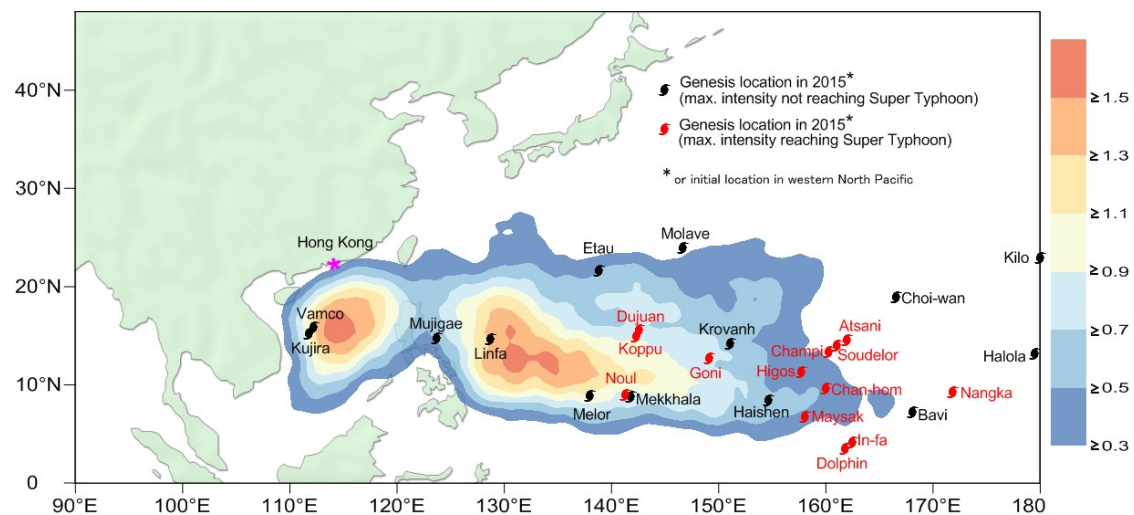 Genesis location in 2015*
(max. intensity not reaching Super Typhoon)
Genesis location in 2015*
(max. intensity reaching Super Typhoon)
* or initial location in western North Pacific
40°N
30°N
20°N
10°N
0
90°E
100°E
110°E
120°E
130°E
140°E
150°E
160°E
170°E
180
Hong Kong
Molave
Etau
Kilo
Choi-wan
Vamco
Kujira
Mujigae
Linfa
Dujuan
Koppu
Krovanh
Goni
Atsani
Champi
Soudelor
Halola
Higos
Noul
Mekkhala
Melor
Haishen
Chan-hom
Maysak
Nangka
Bavi
In-fa
Dolphin
≥1.5
≥1.3
≥1.1
≥0.9
≥0.7
≥0.5
≥0.3